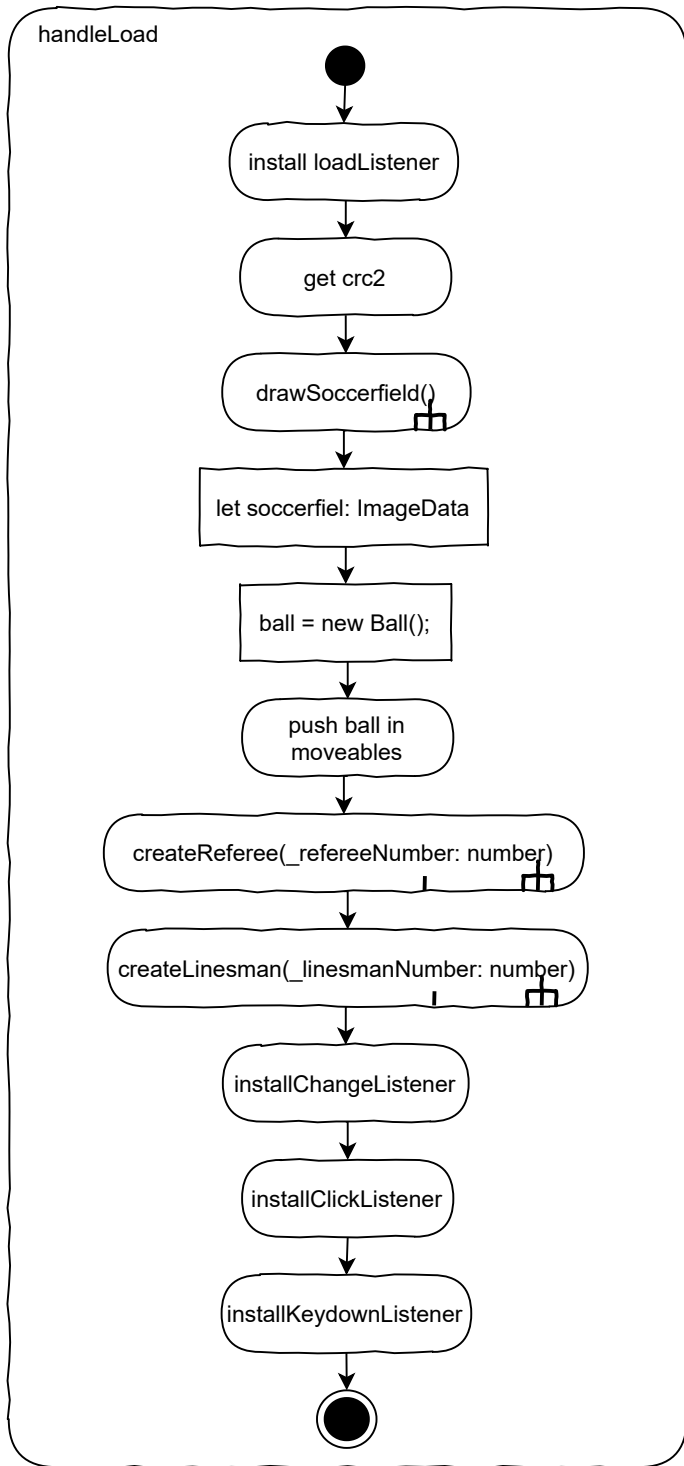 handleLoad
install loadListener
get crc2
drawSoccerfield()
let soccerfiel: ImageData
ball = new Ball();
push ball in
moveables
createReferee(_refereeNumber: number)
createLinesman(_linesmanNumber: number)
installChangeListener
installClickListener
installKeydownListener